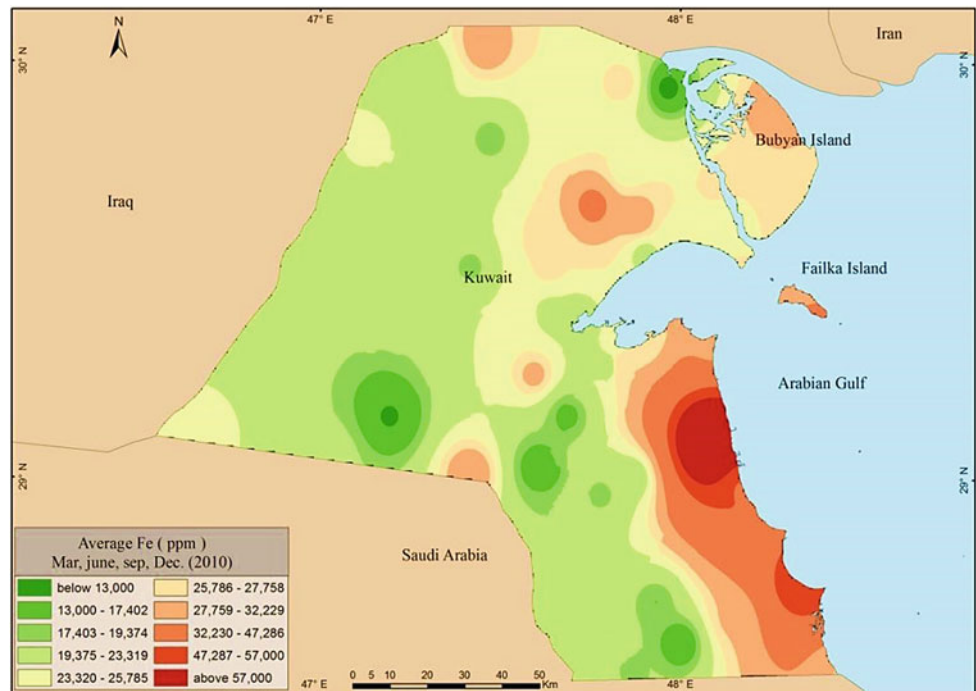 47° E
48° E
N
30° N
30° N
Iran
Bubyan Island
Iraq
Failka Island
Kuwait
Arabian Gulf
29° N
29° N
Saudi Arabia
Average Fe ( ppm )
Mar, june, sep, Dec. (2010)
below 13,000
13,000 - 17,402
17,403 - 19,374
19,375 - 23,319
23,320 - 25,785
25,786 - 27,758
27,759 - 32,229
32,230 - 47,286
47,287 - 57,000
above 57,000
0 5 10 20 30 40 50
Km
47° E
48° E